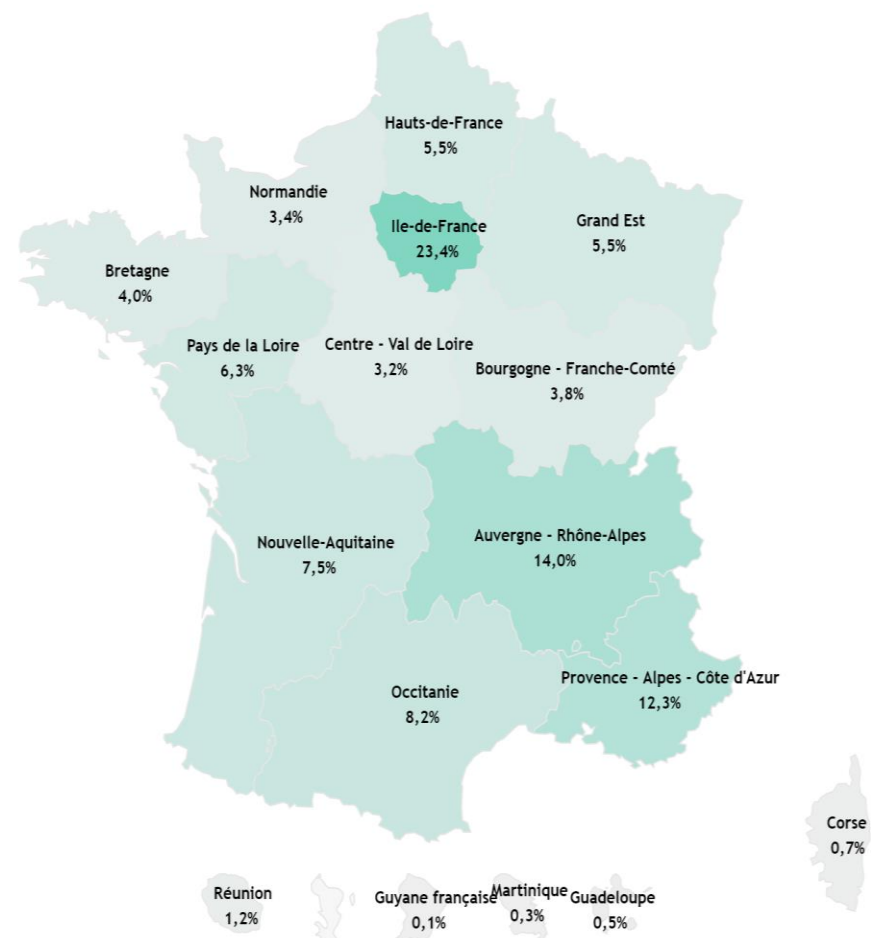 Hauts-de-France
5,5%
Normandie
3,4%
Ile-de-France
23,4%
Grand Est
5,5%
Bretagne
4,0%
Pays de la Loire
6,3%
Centre - Val de Loire
3,2%
Bourgogne - Franche-Comté
3,8%
Nouvelle-Aquitaine
7,5%
Auvergne - Rhône-Alpes
14,0%
Occitanie
8,2%
Provence - Alpes - Côte d'Azur
12,3%
Corse
0,7%
Réunion
1,2%
Guyane française
0,1%
Martinique
0,3%
Guadeloupe
0,5%